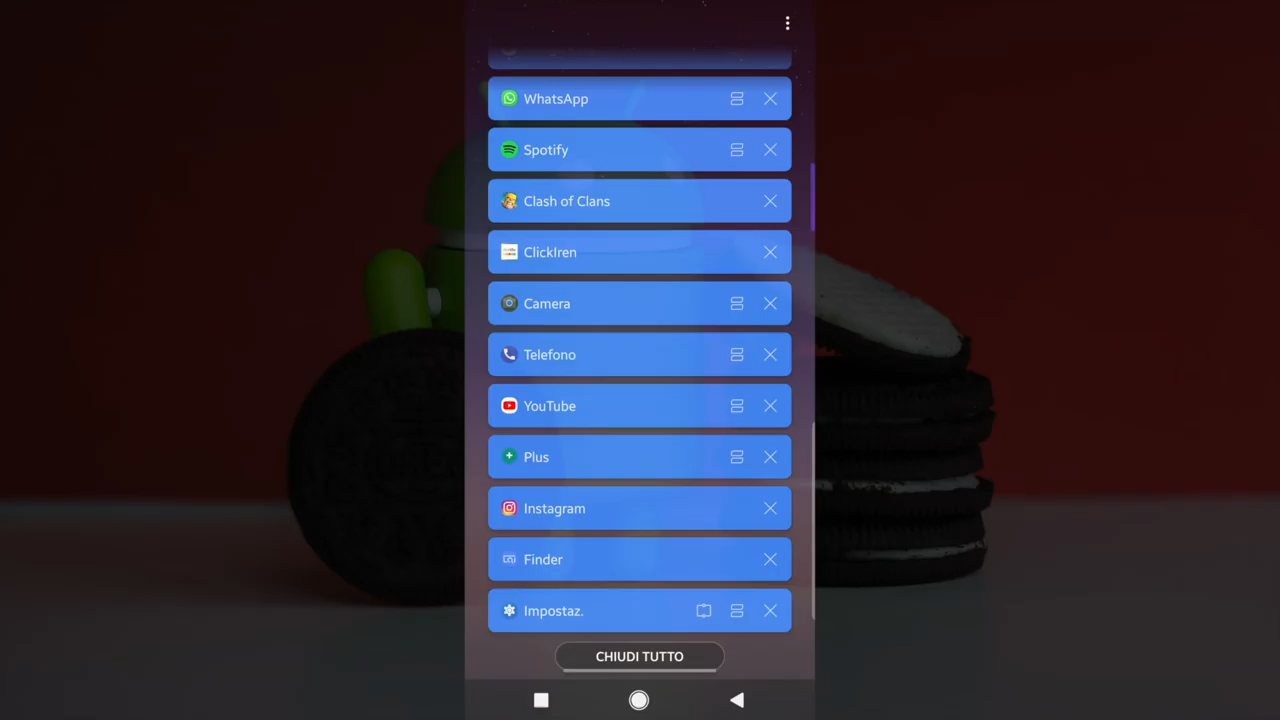 WhatsApp
Spotify
Clash of Clans
ClickIren
Camera
Telefono
YouTube
Plus
Instagram
Finder
Impostaz.
CHIUDI TUTTO